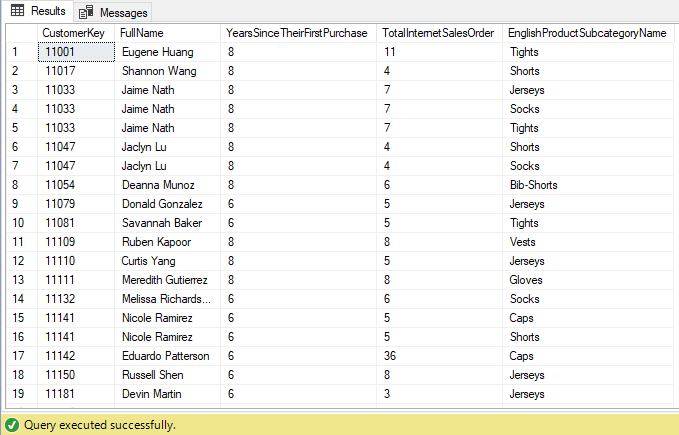 Results Messages
CustomerKey FullName YearsSinceTheirFirstPurchase TotalInternetSalesOrder EnglishProductSubcategoryName
1 11001 Eugene Huang 8 11 Tights
2 11017 Shannon Wang 8 4 Shorts
3 11033 Jaime Nath 8 7 Jerseys
4 11033 Jaime Nath 8 7 Socks
5 11033 Jaime Nath 8 7 Tights
6 11047 Jaclyn Lu 8 4 Shorts
7 11047 Jaclyn Lu 8 4 Socks
8 11054 Deanna Munoz 8 6 Bib-Shorts
9 11079 Donald Gonzalez 6 5 Jerseys
10 11081 Savannah Baker 6 5 Tights
11 11109 Ruben Kapoor 8 8 Vests
12 11110 Curtis Yang 8 5 Jerseys
13 11111 Meredith Gutierrez 8 8 Gloves
14 11132 Melissa Richards... 6 6 Socks
15 11141 Nicole Ramirez 6 5 Caps
16 11141 Nicole Ramirez 6 5 Shorts
17 11142 Eduardo Patterson 6 36 Caps
18 11150 Russell Shen 6 8 Jerseys
19 11181 Devin Martin 6 3 Jerseys
Query executed successfully.